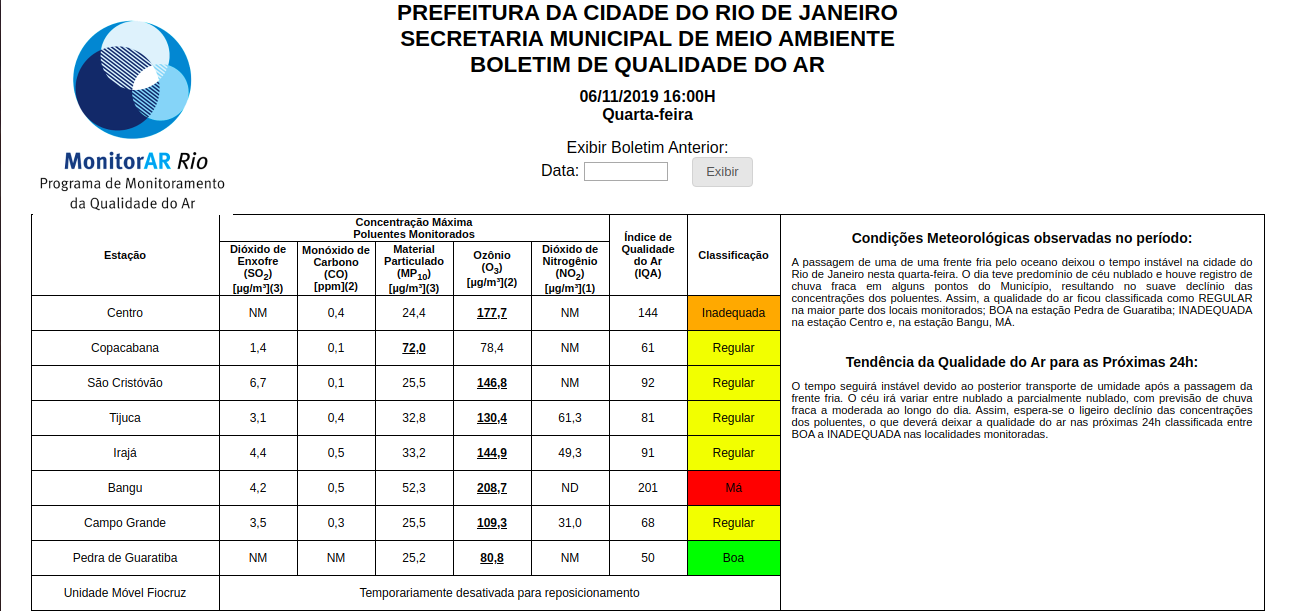 PREFEITURA DA CIDADE DO RIO DE JANEIRO
SECRETARIA MUNICIPAL DE MEIO AMBIENTE
BOLETIM DE QUALIDADE DO AR
06/11/2019 16:00H
Quarta-feira
Exibir Boletim Anterior:
Data: Exibir
MonitorAR Rio
Programa de Monitoramento
da Qualidade do Ar
Estação
Concentração Máxima
Poluentes Monitorados
Dióxido de
Enxofre
(SO2)
[µg/m³](3)
Monóxido de
Carbono
(CO)
[ppm](2)
Material
Particulado
(MP10)
[µg/m³](3)
Ozônio
(O3)
[µg/m³](2)
Dióxido de
Nitrogênio
(NO2)
[µg/m³](1)
Índice de
Qualidade
do Ar
(IQA)
Classificação
Centro NM 0,4 24,4 177,7 NM 144 Inadequada
Copacabana 1,4 0,1 72,0 78,4 NM 61 Regular
São Cristóvão 6,7 0,1 25,5 146,8 NM 92 Regular
Tijuca 3,1 0,4 32,8 130,4 61,3 81 Regular
Irajá 4,4 0,5 33,2 144,9 49,3 91 Regular
Bangu 4,2 0,5 52,3 208,7 ND 201 Má
Campo Grande 3,5 0,3 25,5 109,3 31,0 68 Regular
Pedra de Guaratiba NM NM 25,2 80,8 NM 50 Boa
Unidade Móvel Fiocruz Temporariamente desativada para reposicionamento
Condições Meteorológicas observadas no período:
A passagem de uma de uma frente fria pelo oceano deixou o tempo instável na cidade do
Rio de Janeiro nesta quarta-feira. O dia teve predomínio de céu nublado e houve registro de
chuva fraca em alguns pontos do Município, resultando no suave declínio das
concentrações dos poluentes. Assim, a qualidade do ar ficou classificada como REGULAR
na maior parte dos locais monitorados; BOA na estação Pedra de Guaratiba; INADEQUADA
na estação Centro e, na estação Bangu, MÁ.
Tendência da Qualidade do Ar para as Próximas 24h:
O tempo seguirá instável devido ao posterior transporte de umidade após a passagem da
frente fria. O céu irá variar entre nublado a parcialmente nublado, com previsão de chuva
fraca a moderada ao longo do dia. Assim, espera-se o ligeiro declínio das concentrações
dos poluentes, o que deverá deixar a qualidade do ar nas próximas 24h classificada entre
BOA a INADEQUADA nas localidades monitoradas.